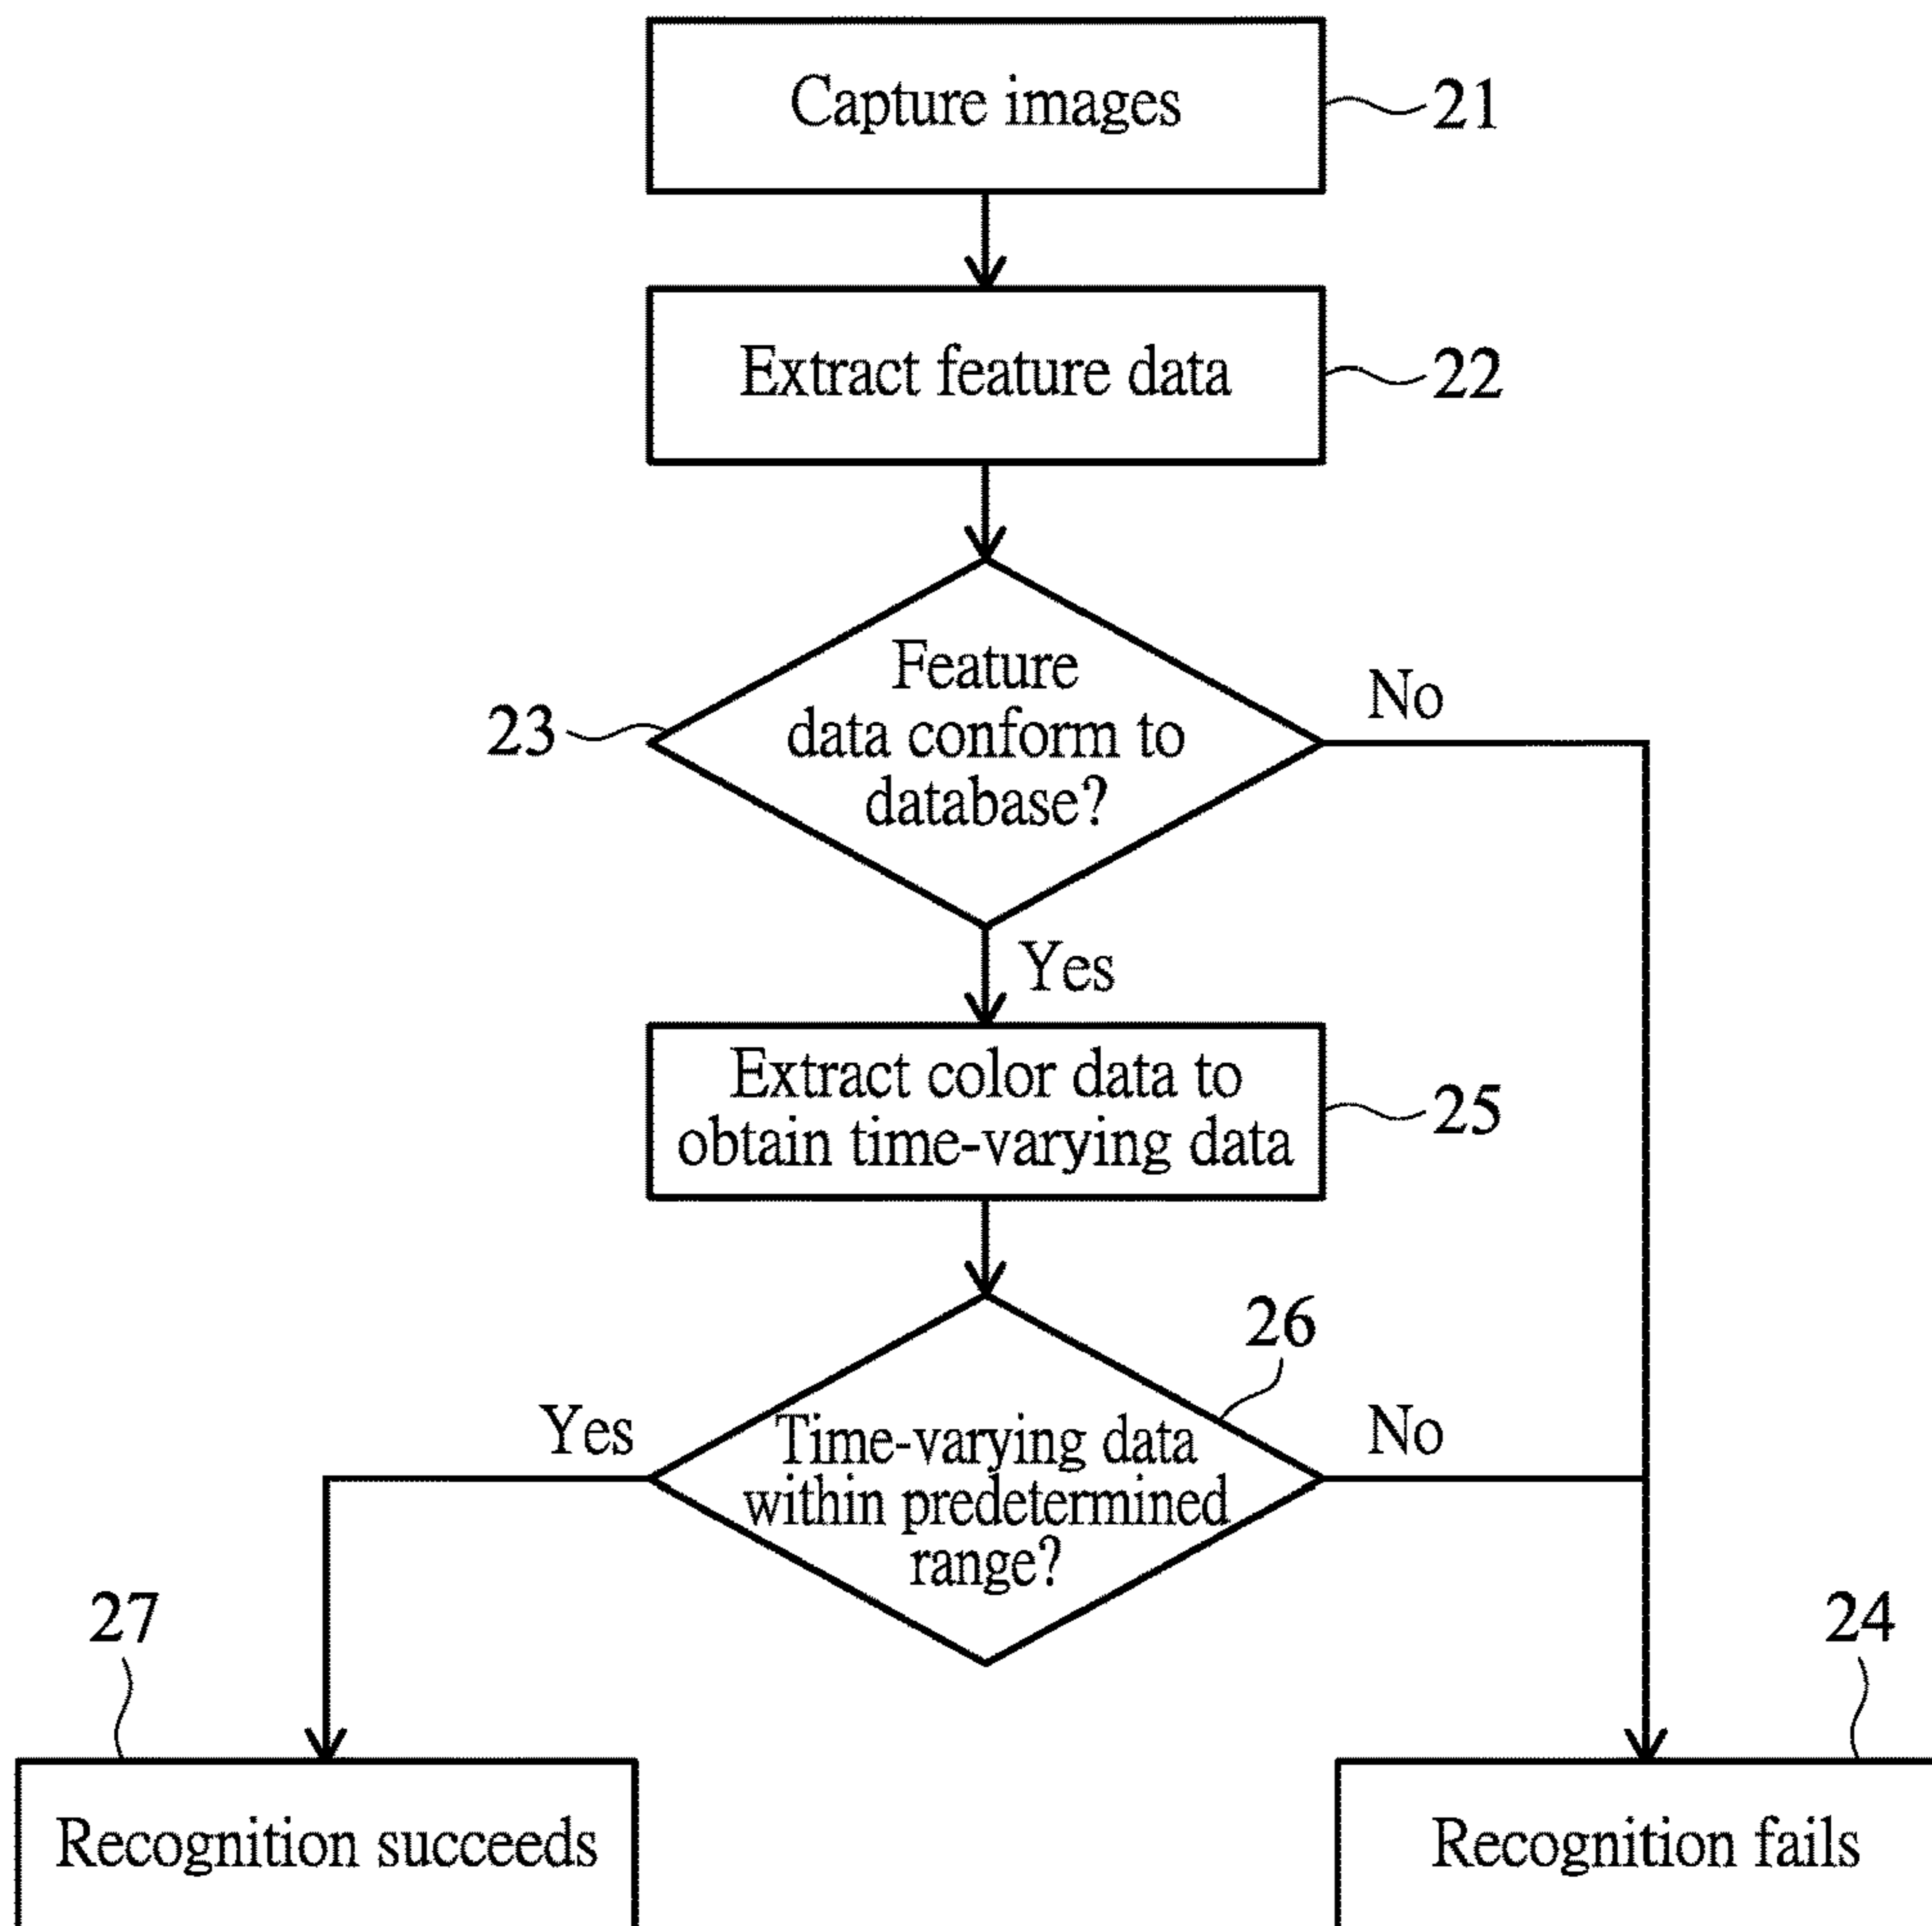 Capture images
21
Extract feature data
22
Feature
data conform to
database?
23
No
Yes
Extract color data to
obtain time-varying data
25
26
Yes
Time-varying data
within predetermined
range?
No
27
24
Recognition succeeds
Recognition fails